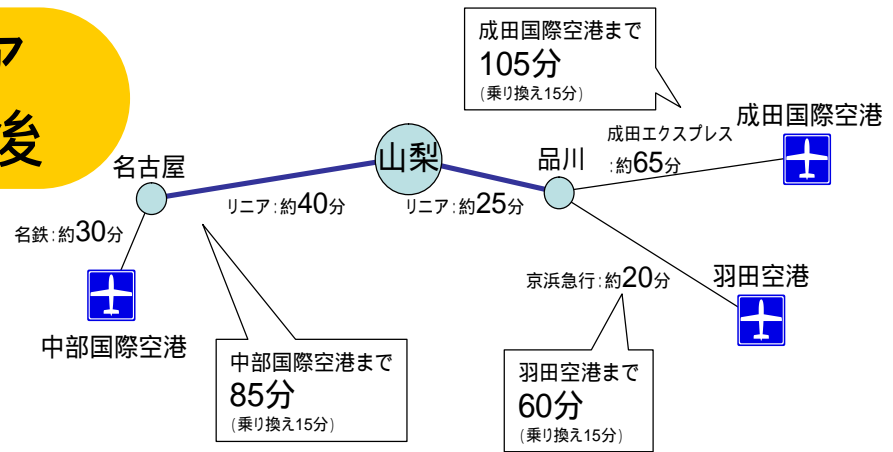 ア
後
成田国際空港まで
105分
(乗り換え15分)
成田国際空港
成田エクスプレス
:約65分
名古屋
山梨
品川
リニア:約40分
リニア:約25分
名鉄:約30分
京浜急行:約20分
羽田空港
中部国際空港
中部国際空港まで
85分
(乗り換え15分)
羽田空港まで
60分
(乗り換え15分)